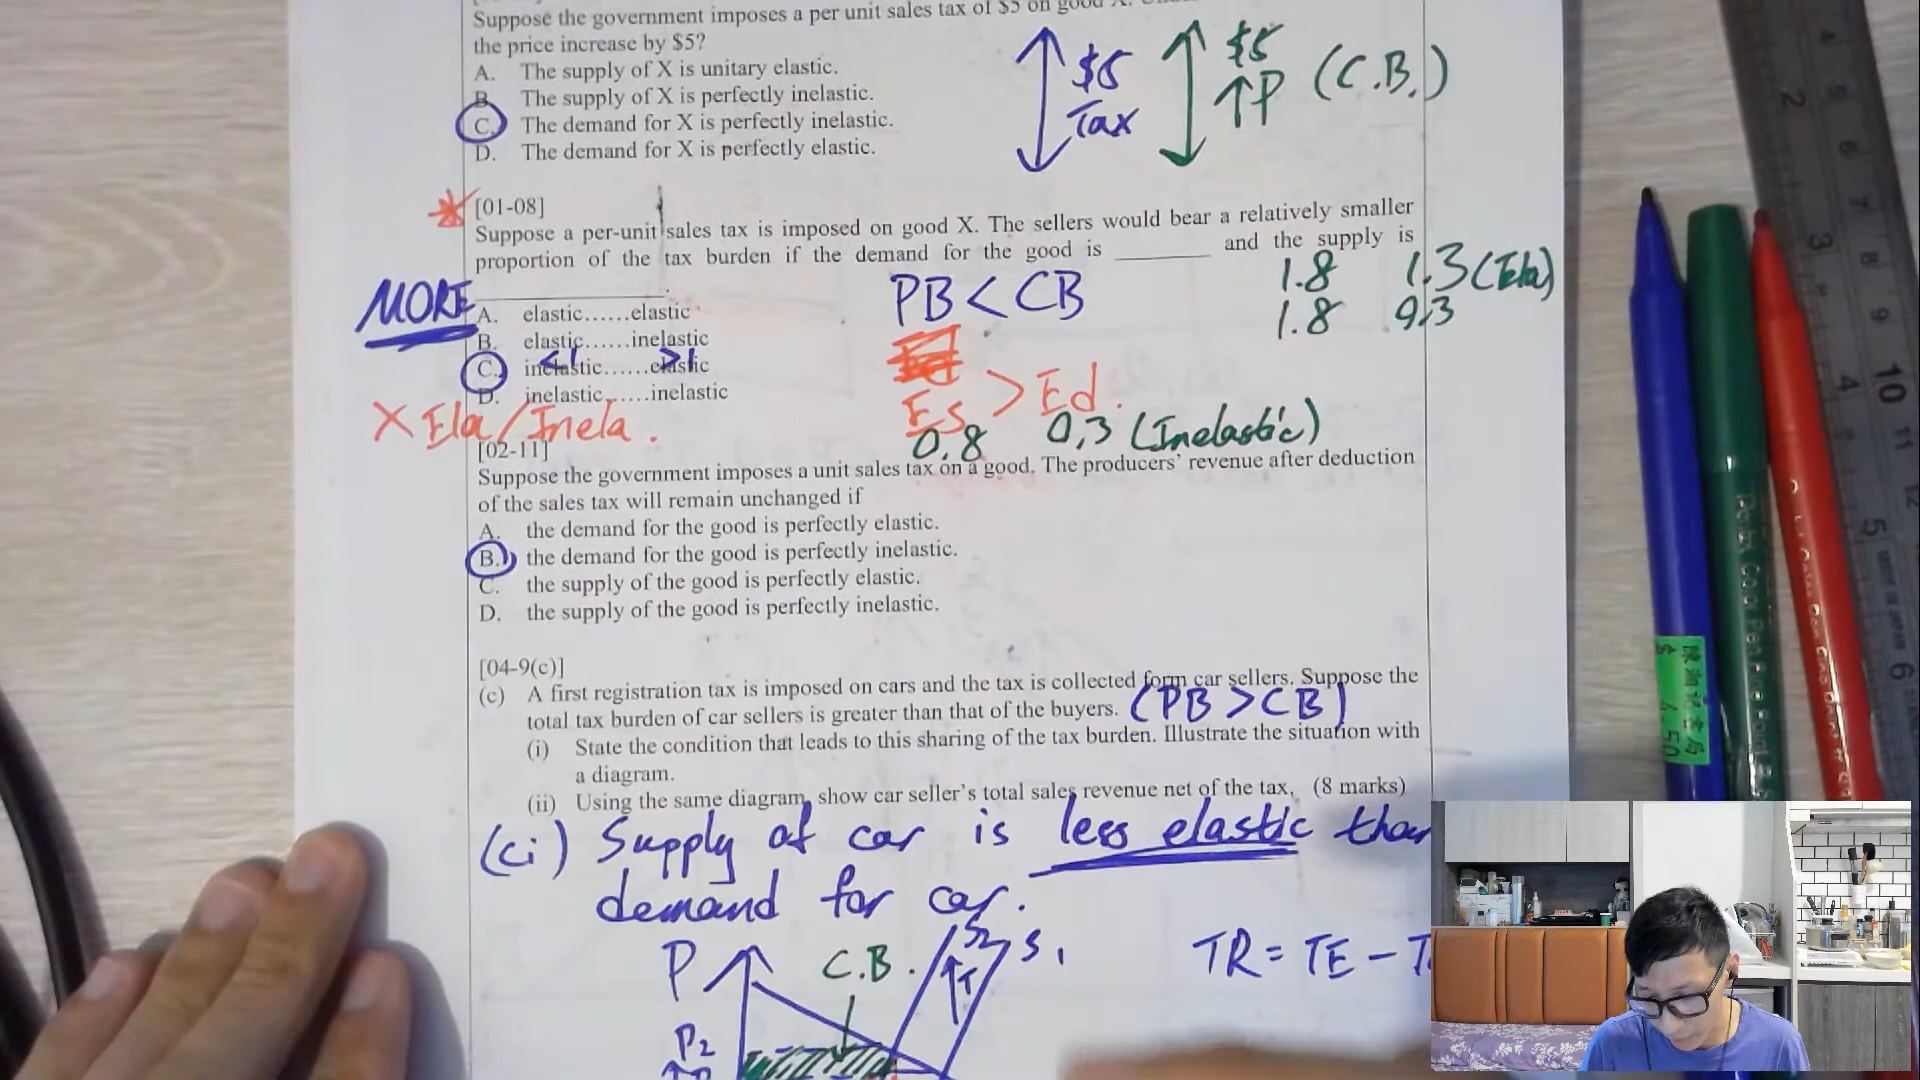 Suppose the government imposes a per unit sales tax of $5 on good X.
the price increase by $5?
A. The supply of X is unitary elastic.
B. The supply of X is perfectly inelastic.
C. The demand for X is perfectly inelastic.
D. The demand for X is perfectly elastic.
$5
Tax
$5
↑P (C.B.)
[01-08]
Suppose a per-unit sales tax is imposed on good X. The sellers would bear a relatively smaller
proportion of the tax burden if the demand for the good is ________ and the supply is
________.
1.8 1.3 (Ela)
1.8 9.3
MORE
PB < CB
A. elastic......elastic
B. elastic......inelastic
C. inelastic......elastic
<1 >1
D. inelastic......inelastic
X Ela/Inela.
Es > Ed.
0.8 0.3 (Inelastic)
[02-11]
Suppose the government imposes a unit sales tax on a good. The producers' revenue after deduction
of the sales tax will remain unchanged if
A. the demand for the good is perfectly elastic.
B. the demand for the good is perfectly inelastic.
C. the supply of the good is perfectly elastic.
D. the supply of the good is perfectly inelastic.
[04-9(c)]
(c) A first registration tax is imposed on cars and the tax is collected form car sellers. Suppose the
total tax burden of car sellers is greater than that of the buyers. (PB > CB)
(i) State the condition that leads to this sharing of the tax burden. Illustrate the situation with
a diagram.
(ii) Using the same diagram, show car seller's total sales revenue net of the tax. (8 marks)
(ci) Supply of car is less elastic than
demand for car.
P
C.B.
S2
S1
T
TR = TE -
P2